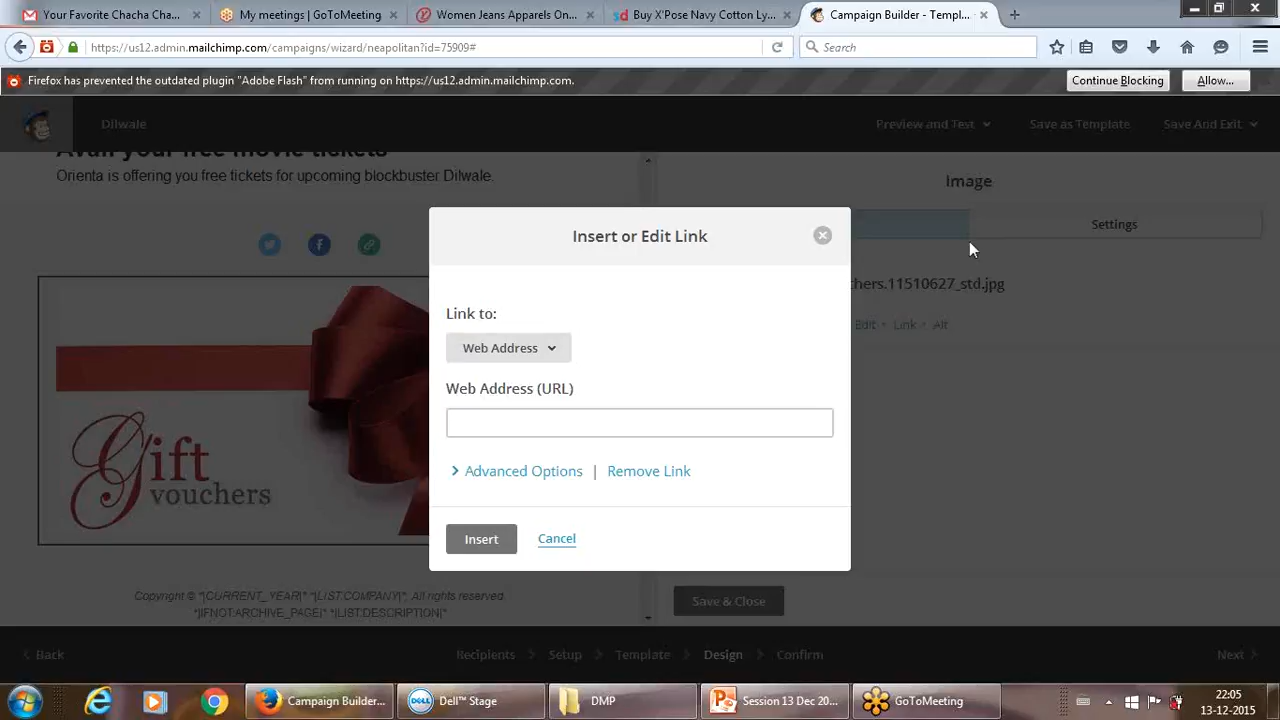 Your Favorite Chacha Cha...
My meetings | GoToMeeting
Women Jeans Apparels On...
Buy X'Pose Navy Cotton Ly...
Campaign Builder - Templ...
https://us12.admin.mailchimp.com/campaigns/wizard/neapolitan?id=75909#
Search
Firefox has prevented the outdated plugin "Adobe Flash" from running on https://us12.admin.mailchimp.com.
Continue Blocking
Allow...
Dilwale
Preview and Test
Save as Template
Save And Exit
Avail your free movie tickets
Orienta is offering you free tickets for upcoming blockbuster Dilwale.
Image
Settings
Insert or Edit Link
chers.11510627_std.jpg
Edit · Link · Alt
Link to:
Web Address
Web Address (URL)
Advanced Options | Remove Link
Insert
Cancel
Gift
vouchers
Copyright © *|CURRENT_YEAR|* *|LIST:COMPANY|*, All rights reserved.
*|IFNOT:ARCHIVE_PAGE|* *|LIST:DESCRIPTION|*
Save & Close
Back
Recipients
Setup
Template
Design
Confirm
Next
Campaign Builder...
DELL
Dell™ Stage
DMP
Session 13 Dec 20...
GoToMeeting
22:05
13-12-2015